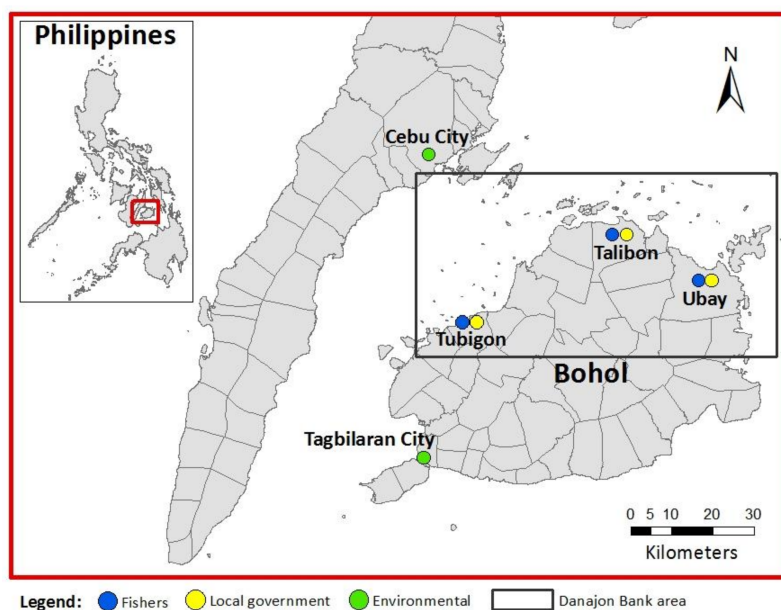 Philippines
N
Cebu City
Talibon
Ubay
Tubigon
Bohol
Tagbilaran City
0 5 10 20 30
Kilometers
Legend: Fishers Local government Environmental Danajon Bank area